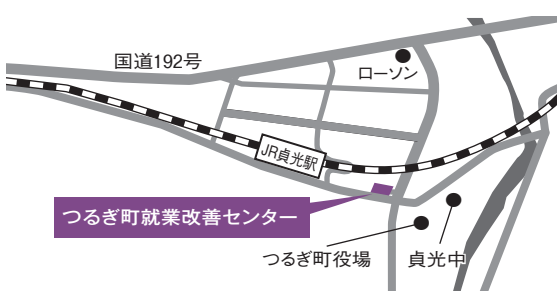 国道192号
ローソン
JR貞光駅
つるぎ町就業改善センター
つるぎ町役場
貞光中